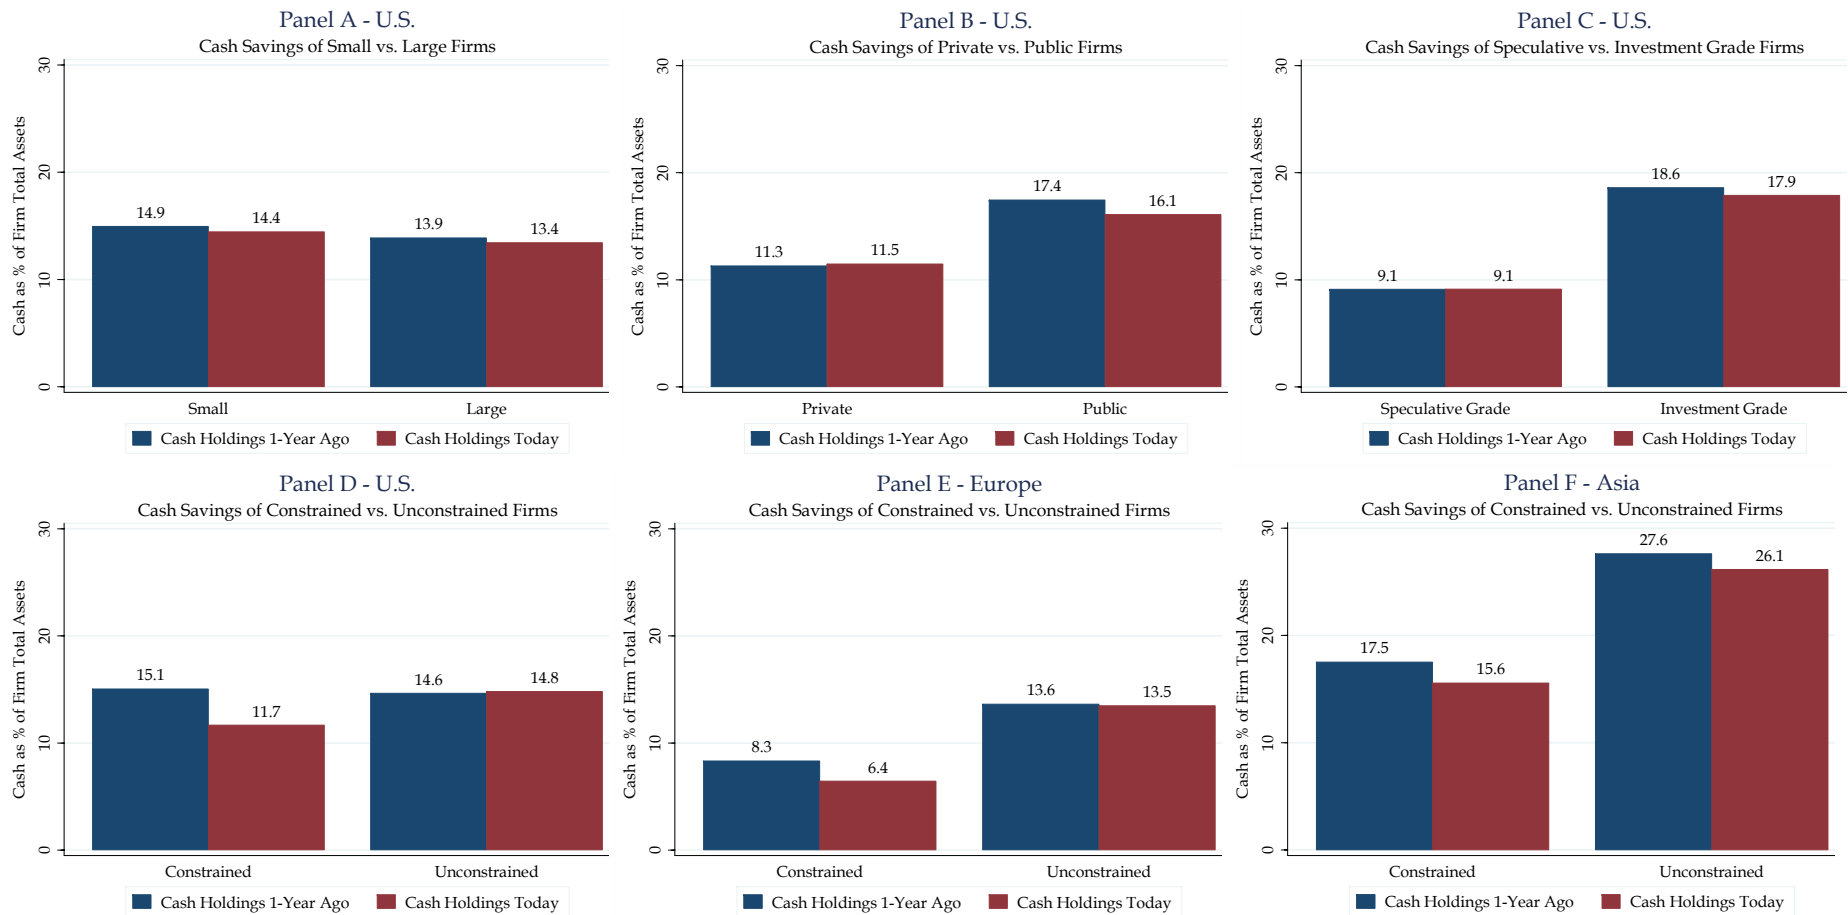 Panel A - U.S.
Cash Savings of Small vs. Large Firms
Cash as % of Firm Total Assets
30
20
10
0
14.9
14.4
13.9
13.4
Small
Large
Cash Holdings 1-Year Ago
Cash Holdings Today
Panel B - U.S.
Cash Savings of Private vs. Public Firms
Cash as % of Firm Total Assets
30
20
10
0
11.3
11.5
17.4
16.1
Private
Public
Cash Holdings 1-Year Ago
Cash Holdings Today
Panel C - U.S.
Cash Savings of Speculative vs. Investment Grade Firms
Cash as % of Firm Total Assets
30
20
10
0
9.1
9.1
18.6
17.9
Speculative Grade
Investment Grade
Cash Holdings 1-Year Ago
Cash Holdings Today
Panel D - U.S.
Cash Savings of Constrained vs. Unconstrained Firms
Cash as % of Firm Total Assets
30
20
10
0
15.1
11.7
14.6
14.8
Constrained
Unconstrained
Cash Holdings 1-Year Ago
Cash Holdings Today
Panel E - Europe
Cash Savings of Constrained vs. Unconstrained Firms
Cash as % of Firm Total Assets
30
20
10
0
8.3
6.4
13.6
13.5
Constrained
Unconstrained
Cash Holdings 1-Year Ago
Cash Holdings Today
Panel F - Asia
Cash Savings of Constrained vs. Unconstrained Firms
Cash as % of Firm Total Assets
30
20
10
0
17.5
15.6
27.6
26.1
Constrained
Unconstrained
Cash Holdings 1-Year Ago
Cash Holdings Today